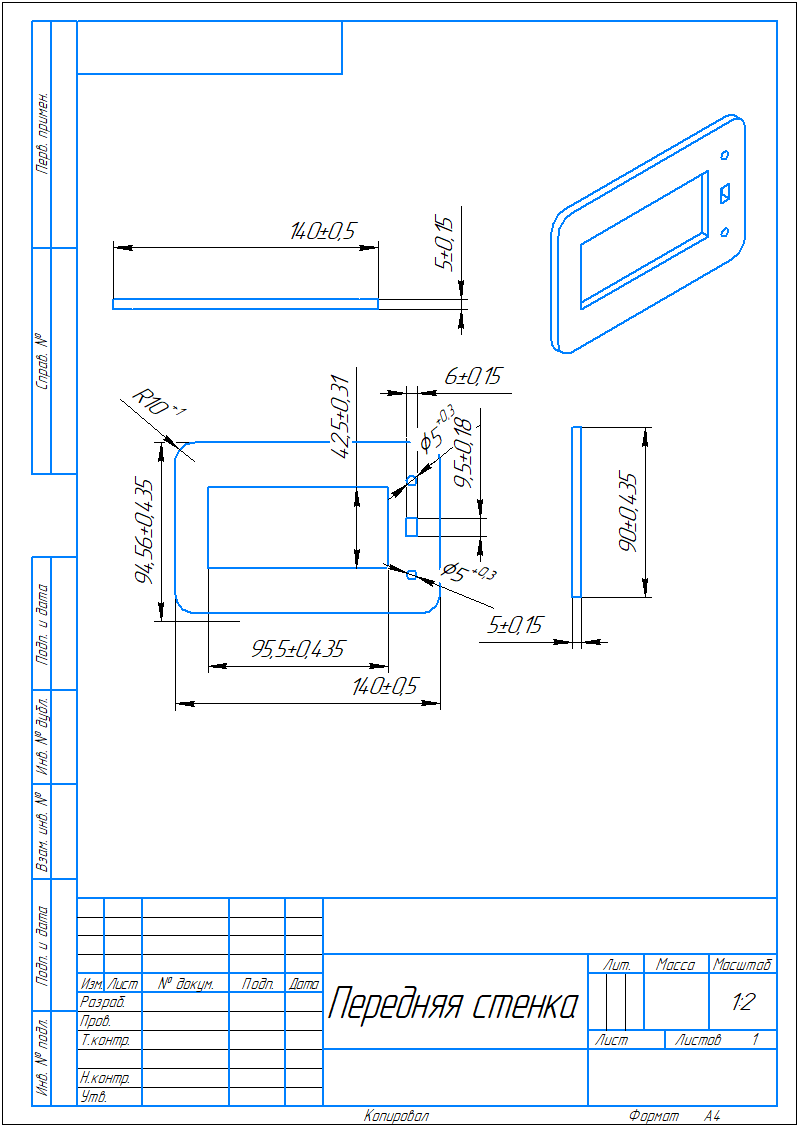 Перв. примен.
Справ. №
Подп. и дата
Инв. № дубл.
Взам. инв. №
Подп. и дата
Инв. № подл.
140±0,5
5±0,15
R10⁺¹
42,5±0,31
6±0,15
⌀5⁺⁰,³
9,5±0,18
94,56±0,435
⌀5⁺⁰,³
95,5±0,435
140±0,5
90±0,435
5±0,15
Изм. Лист № докум. Подп. Дата
Разраб.
Пров.
Т.контр.
Н.контр.
Утв.
Передняя стенка
Лит. Масса Масштаб
1:2
Лист Листов 1
Копировал Формат А4